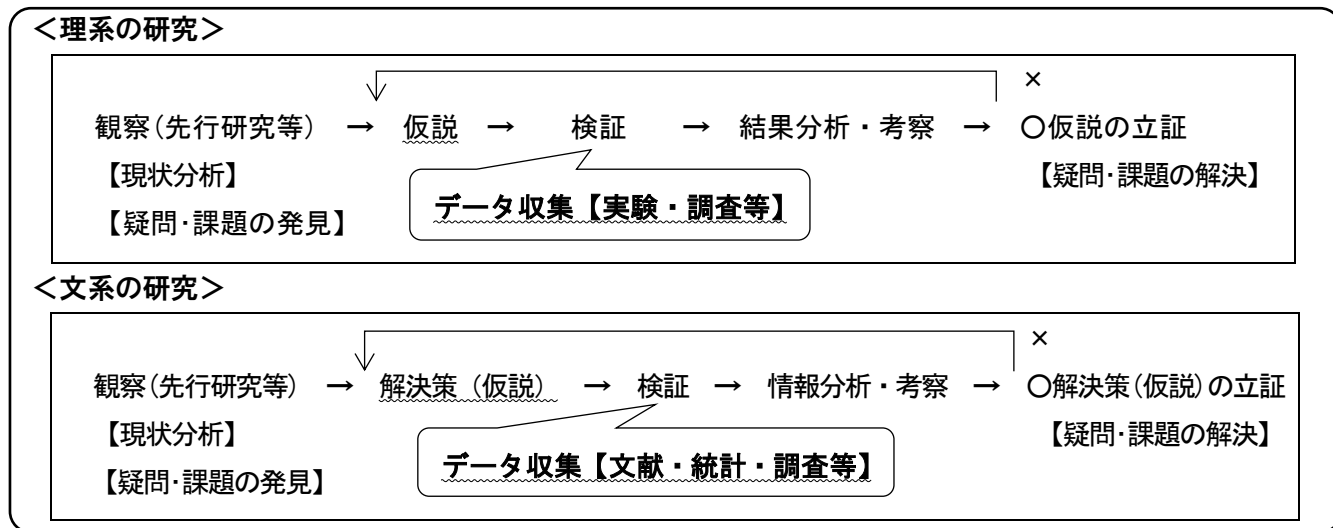 ＜理系の研究＞
×
観察(先行研究等) → 仮説 → 検証 → 結果分析・考察 → 〇仮説の立証
【現状分析】 【疑問・課題の解決】
【疑問・課題の発見】
データ収集【実験・調査等】
＜文系の研究＞
×
観察(先行研究等) → 解決策（仮説） → 検証 → 情報分析・考察 → 〇解決策(仮説)の立証
【現状分析】 【疑問・課題の解決】
【疑問・課題の発見】
データ収集【文献・統計・調査等】